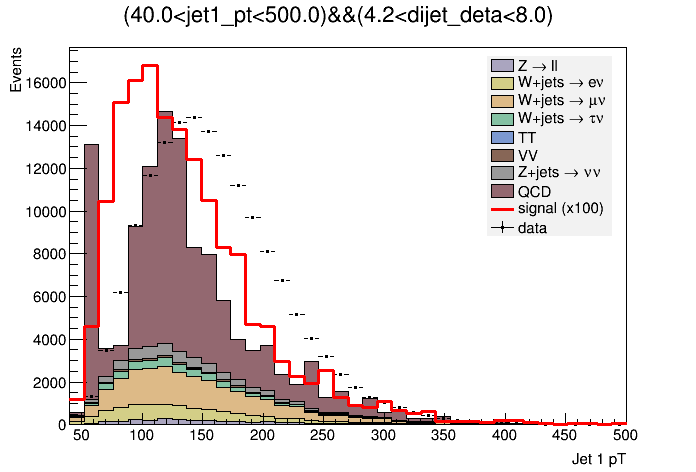 (40.0<jet1_pt<500.0)&&(4.2<dijet_deta<8.0)
Events
16000
14000
12000
10000
8000
6000
4000
2000
0
Z → ll
W+jets → eν
W+jets → μν
W+jets → τν
TT
VV
Z+jets → νν
QCD
signal (x100)
data
50 100 150 200 250 300 350 400 450 500
Jet 1 pT